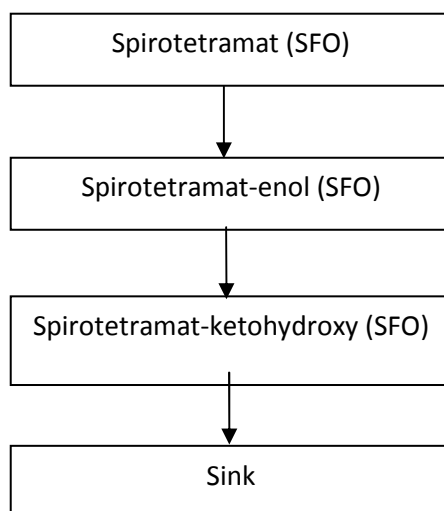 Spirotetramat (SFO)
Spirotetramat-enol (SFO)
Spirotetramat-ketohydroxy (SFO)
Sink